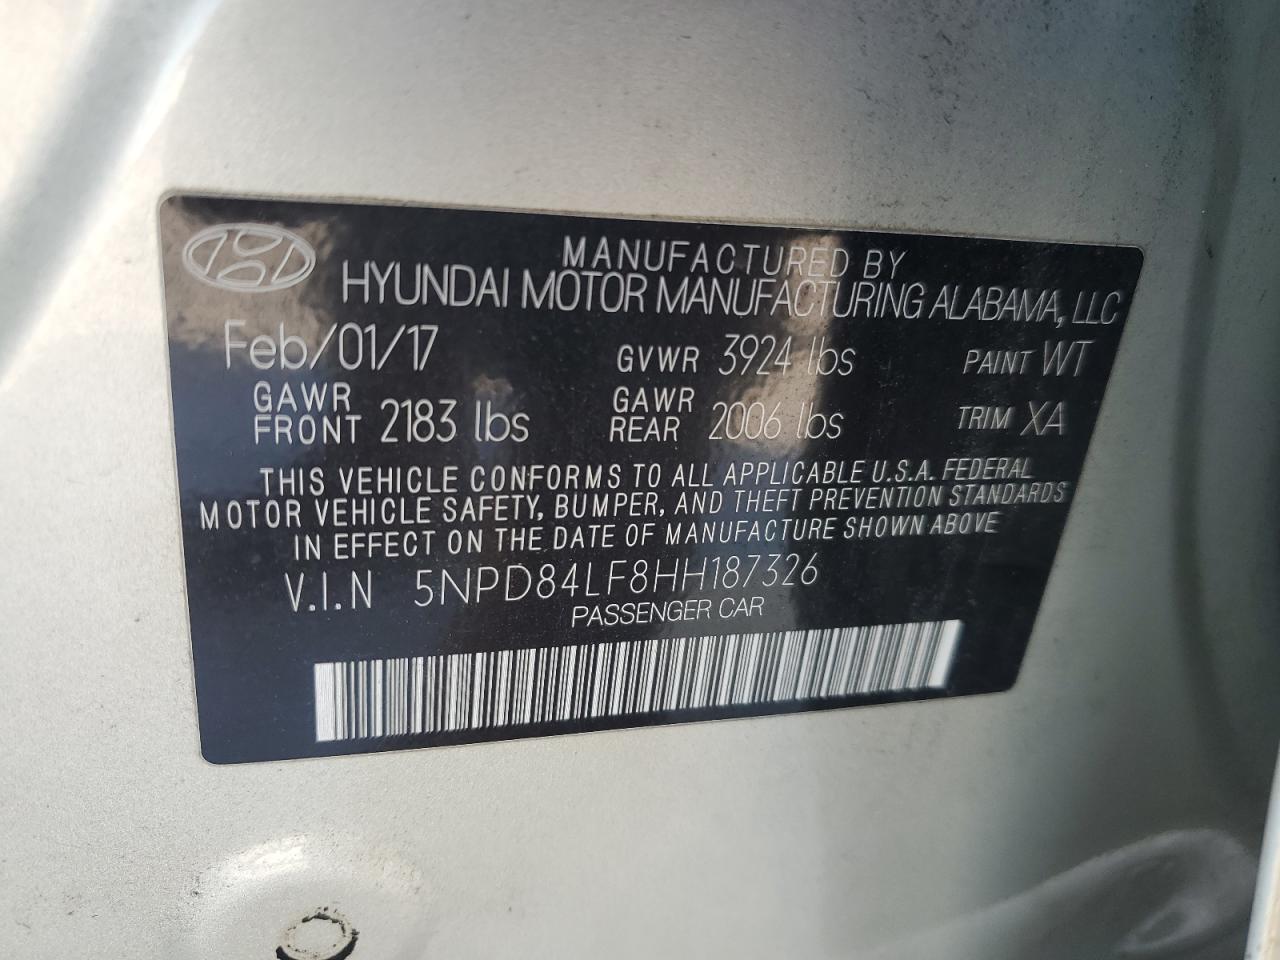 MANUFACTURED BY
HYUNDAI MOTOR MANUFACTURING ALABAMA, LLC
Feb/01/17 GVWR 3924 lbs PAINT WT
GAWR FRONT 2183 lbs GAWR REAR 2006 lbs TRIM XA
THIS VEHICLE CONFORMS TO ALL APPLICABLE U.S.A. FEDERAL
MOTOR VEHICLE SAFETY, BUMPER, AND THEFT PREVENTION STANDARDS
IN EFFECT ON THE DATE OF MANUFACTURE SHOWN ABOVE
V.I.N 5NPD84LF8HH187326
PASSENGER CAR